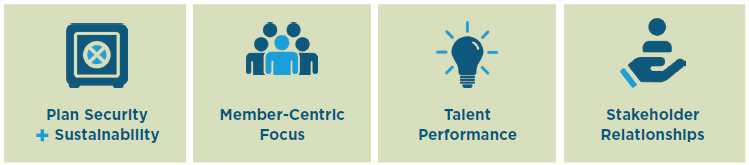 Plan Security
+ Sustainability
Member-Centric
Focus
Talent
Performance
Stakeholder
Relationships